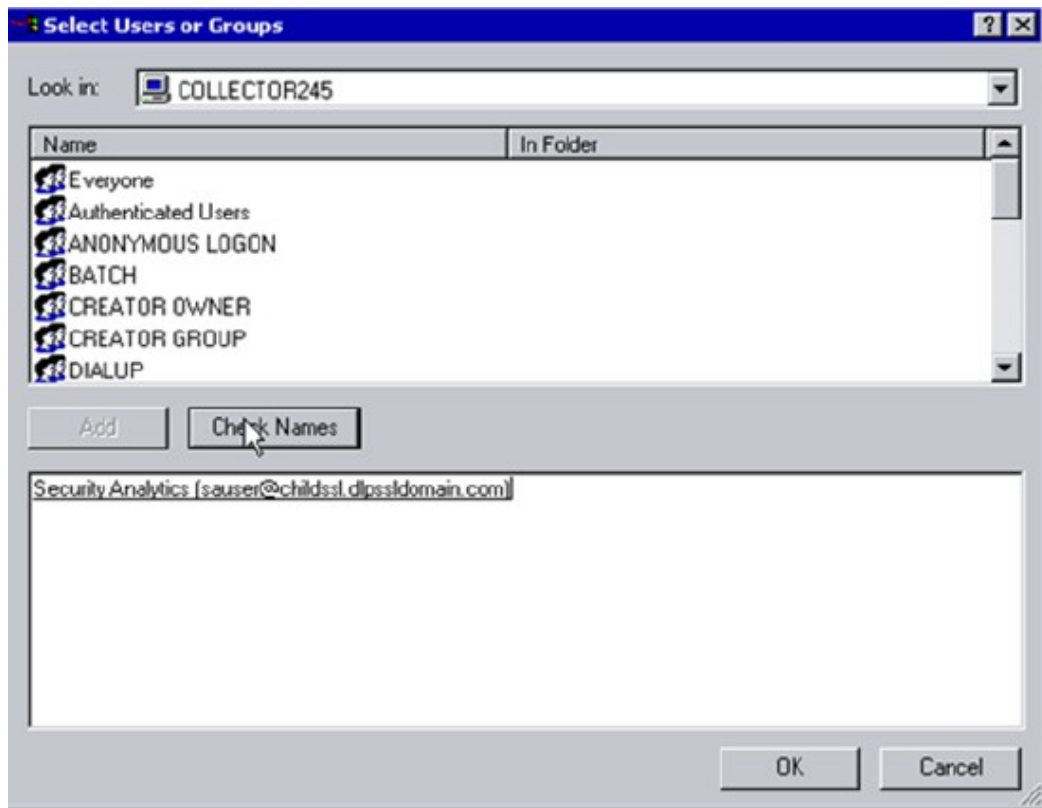 Select Users or Groups
Look in: COLLECTOR245
Name In Folder
Everyone
Authenticated Users
ANONYMOUS LOGON
BATCH
CREATOR OWNER
CREATOR GROUP
DIALUP
Add Check Names
Security Analytics (sauser@childssl.dlpssldomain.com)
OK Cancel